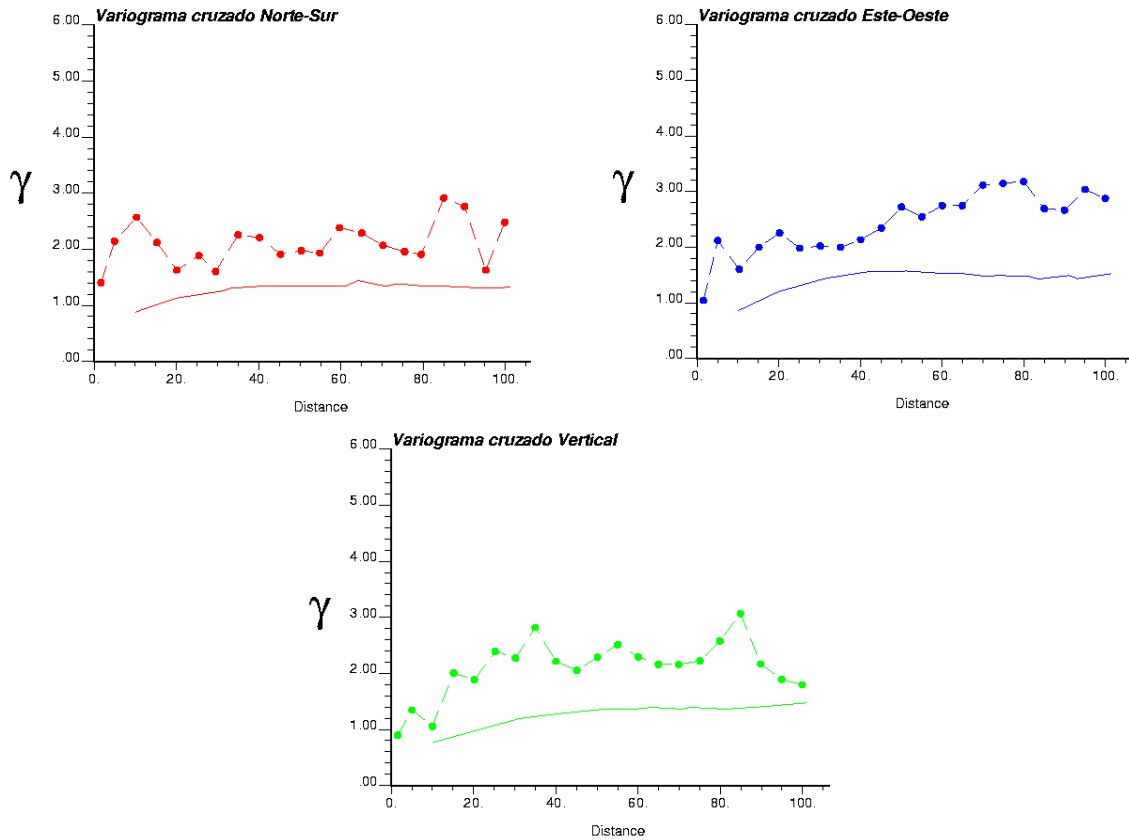 Variograma cruzado Norte-Sur
6.00
5.00
4.00
3.00
2.00
1.00
.00
γ
0. 20. 40. 60. 80. 100.
Distance
Variograma cruzado Este-Oeste
6.00
5.00
4.00
3.00
2.00
1.00
.00
γ
0. 20. 40. 60. 80. 100.
Distance
Variograma cruzado Vertical
6.00
5.00
4.00
3.00
2.00
1.00
.00
γ
0. 20. 40. 60. 80. 100.
Distance